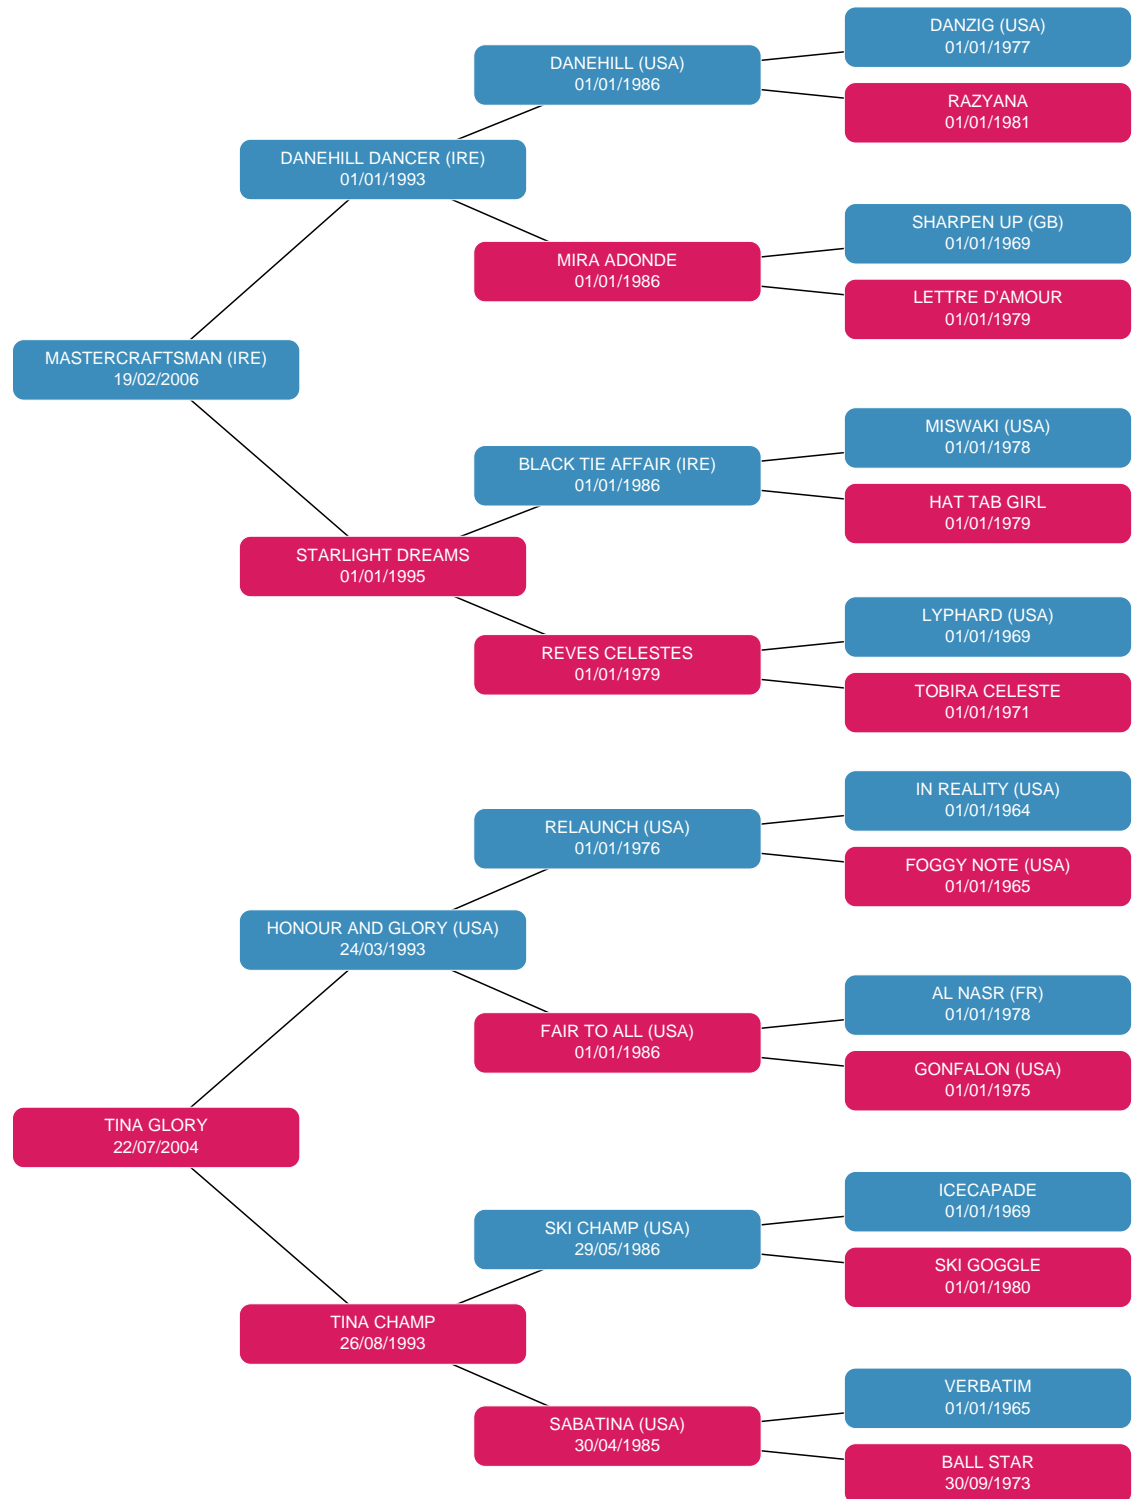 DANZIG (USA)
01/01/1977
DANEHILL (USA)
01/01/1986
RAZYANA
01/01/1981
DANEHILL DANCER (IRE)
01/01/1993
SHARPEN UP (GB)
01/01/1969
MIRA ADONDE
01/01/1986
LETTRE D'AMOUR
01/01/1979
MASTERCRAFTSMAN (IRE)
19/02/2006
MISWAKI (USA)
01/01/1978
BLACK TIE AFFAIR (IRE)
01/01/1986
HAT TAB GIRL
01/01/1979
STARLIGHT DREAMS
01/01/1995
LYPHARD (USA)
01/01/1969
REVES CELESTES
01/01/1979
TOBIRA CELESTE
01/01/1971
IN REALITY (USA)
01/01/1964
RELAUNCH (USA)
01/01/1976
FOGGY NOTE (USA)
01/01/1965
HONOUR AND GLORY (USA)
24/03/1993
AL NASR (FR)
01/01/1978
FAIR TO ALL (USA)
01/01/1986
GONFALON (USA)
01/01/1975
TINA GLORY
22/07/2004
ICECAPADE
01/01/1969
SKI CHAMP (USA)
29/05/1986
SKI GOGGLE
01/01/1980
TINA CHAMP
26/08/1993
VERBATIM
01/01/1965
SABATINA (USA)
30/04/1985
BALL STAR
30/09/1973